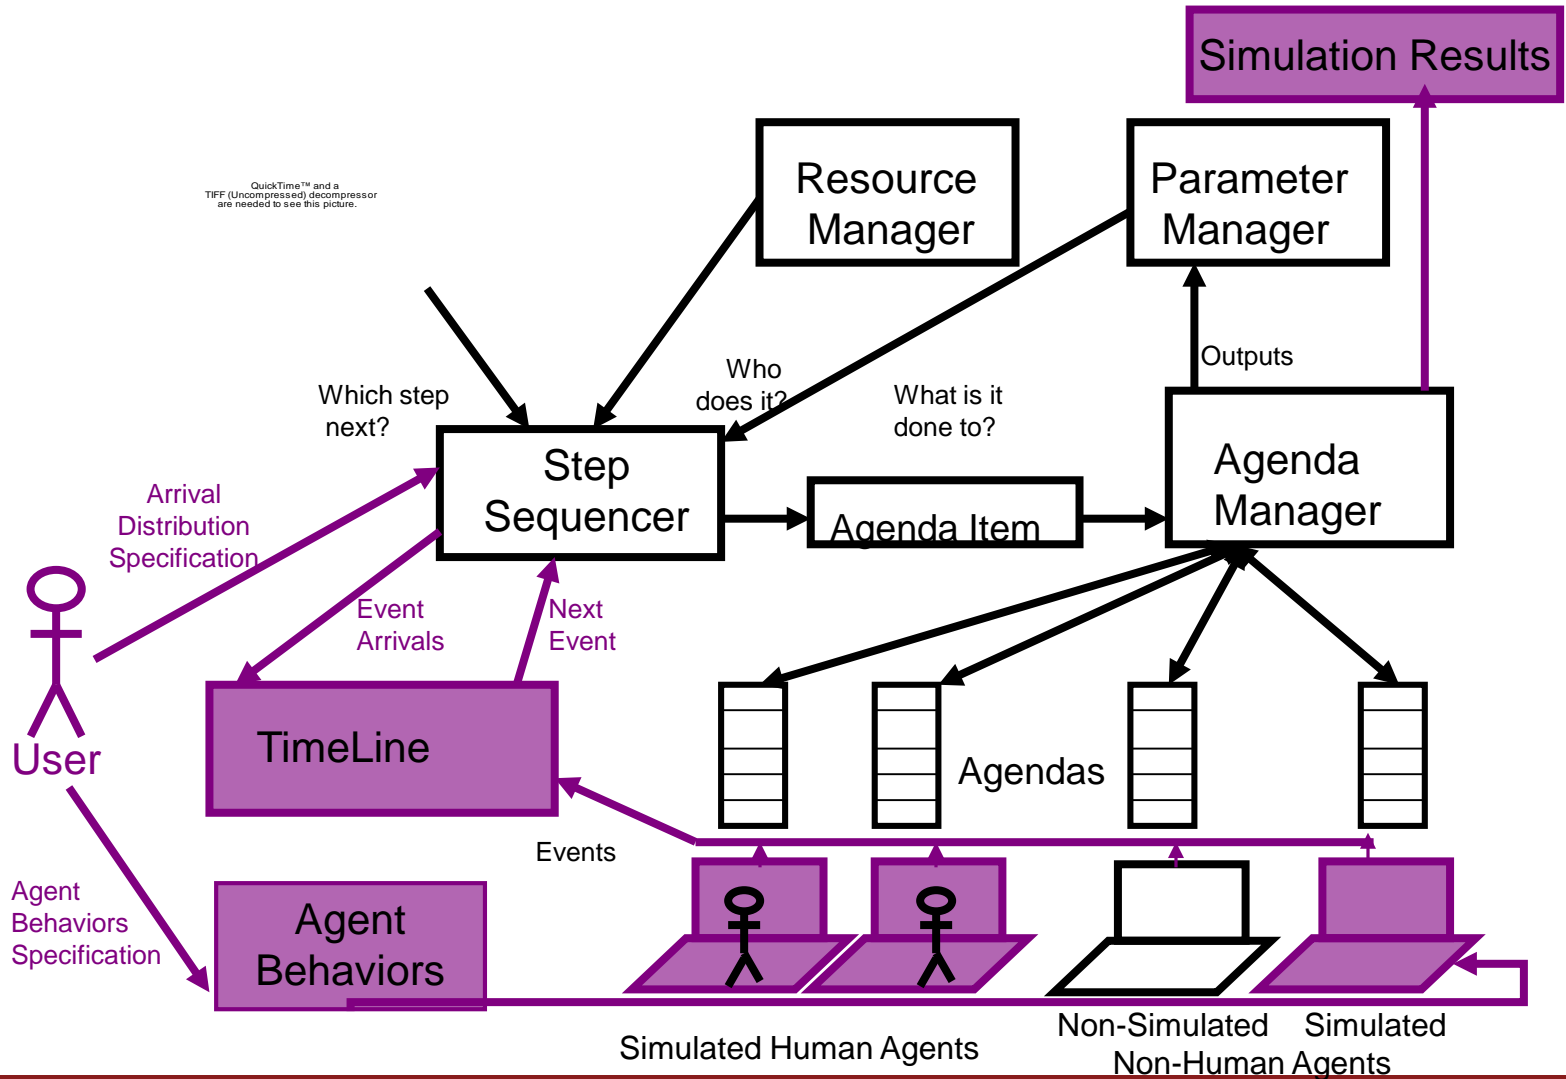 Simulation Results
QuickTime™ and a
TIFF (Uncompressed) decompressor
are needed to see this picture.
Resource
Manager
Parameter
Manager
Which step
next?
Who
does it?
What is it
done to?
Outputs
Step
Sequencer
Agenda Item
Agenda
Manager
Arrival
Distribution
Specification
Event
Arrivals
Next
Event
User
TimeLine
Agendas
Events
Agent
Behaviors
Specification
Agent
Behaviors
Simulated Human Agents
Non-Simulated
Simulated
Non-Human Agents